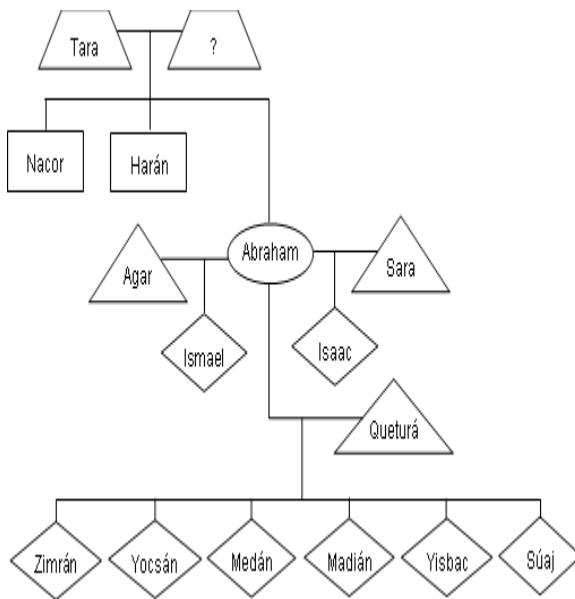 Tara
?
Nacor
Harán
Abraham
Agar
Sara
Ismael
Isaac
Queturá
Zimrán
Yocsán
Medán
Madián
Yisbac
Súaj